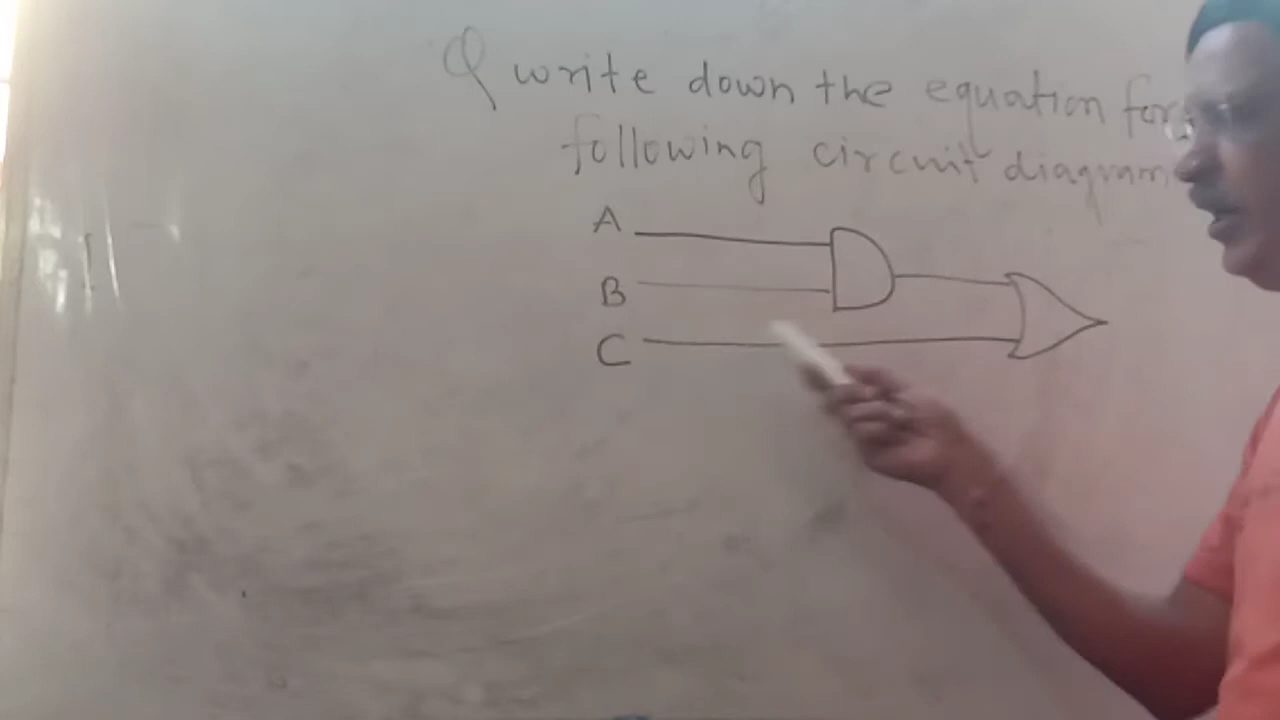 Q write down the equation for
following circuit diagram
A
B
C